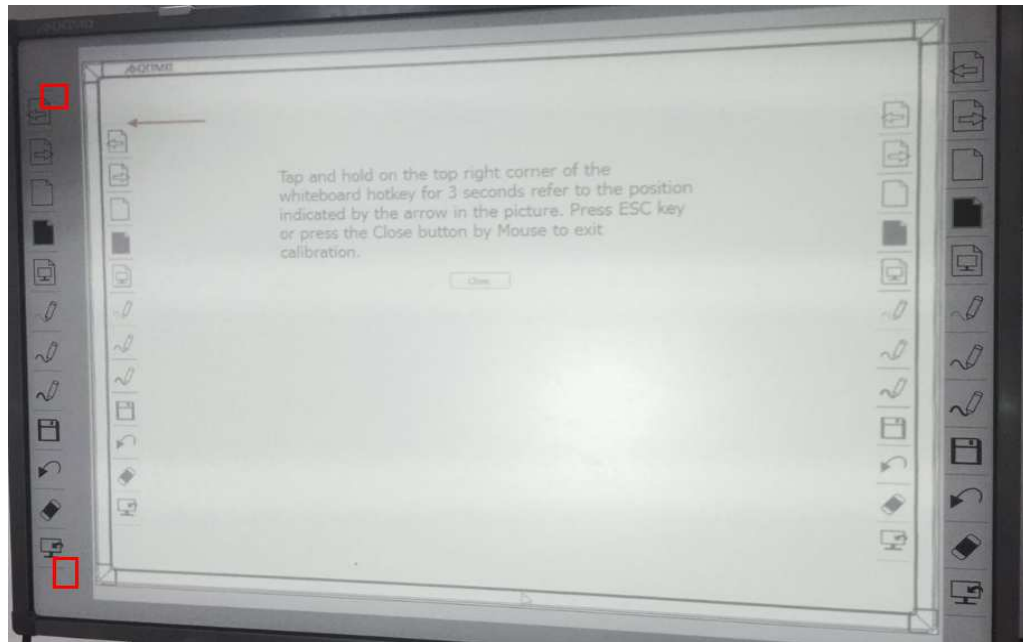 Tap and hold on the top right corner of the
whiteboard hotkey for 3 seconds refer to the position
indicated by the arrow in the picture. Press ESC key
or press the Close button by Mouse to exit
calibration.
Close